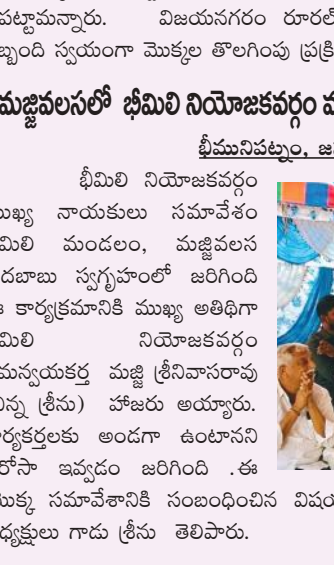 పట్టామన్నారు. విజయనగరం రూరల్
బ్బంది స్వయంగా మొక్కల తొలగింపు ప్రక్రి
మజ్జివలసలో భీమిలి నియోజకవర్గం
భీమునిపట్నం,
భీమిలి నియోజకవర్గం
ముఖ్య నాయకులు సమావేశం
మిలి మండలం, మజ్జివలస
దబాబు స్వగృహంలో జరిగింది
ఈ కార్యక్రమానికి ముఖ్య అతిథిగా
మిలి నియోజకవర్గం
మన్వయకర్త మజ్జి శ్రీనివాసరావు
చిన్న శ్రీను) హాజరు అయ్యారు.
ర్యకర్తలకు అండగా ఉంటానని
రోసా ఇవ్వడం జరిగింది .ఈ
మొక్క సమావేశానికి సంబంధించిన విషయ
ధ్యక్షులు గాడు శ్రీను తెలిపారు.